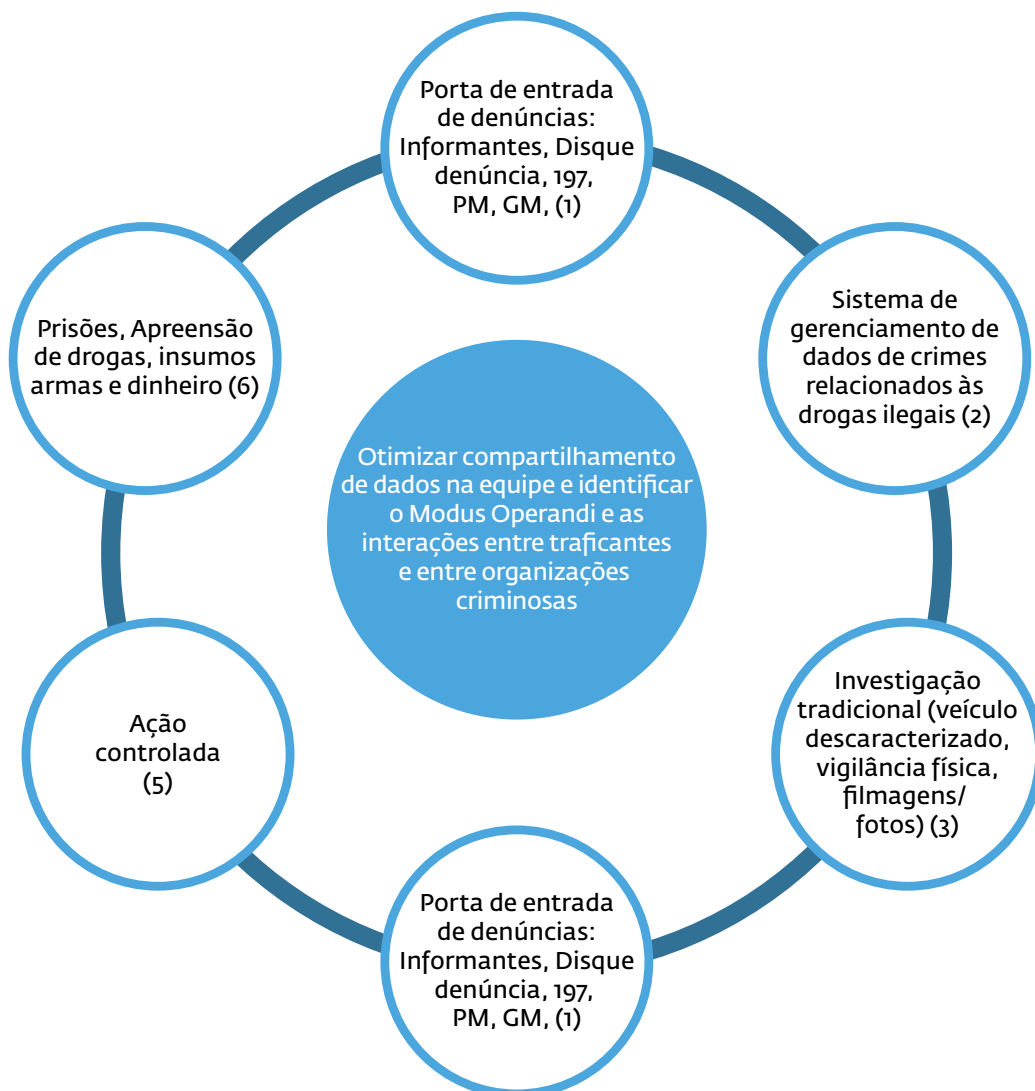 Porta de entrada
de denúncias:
Informantes, Disque
denúncia, 197,
PM, GM, (1)
Sistema de
gerenciamento de
dados de crimes
relacionados às
drogas ilegais (2)
Investigação
tradicional (veículo
descaracterizado,
vigilância física,
filmagens/
fotos) (3)
Porta de entrada
de denúncias:
Informantes, Disque
denúncia, 197,
PM, GM, (1)
Ação
controlada
(5)
Prisões, Apreensão
de drogas, insumos
armas e dinheiro (6)
Otimizar compartilhamento
de dados na equipe e identificar
o Modus Operandi e as
interações entre traficantes
e entre organizações
criminosas